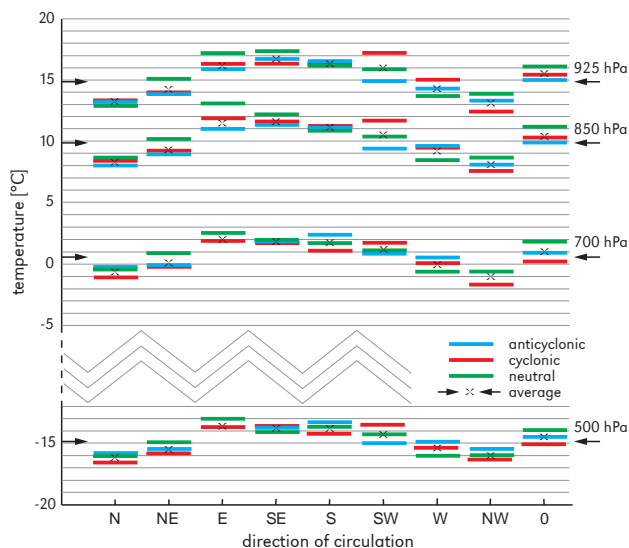 20
15
10
5
0
-5
-15
-20
temperature [°C]
925 hPa
850 hPa
700 hPa
anticyclonic
cyclonic
neutral
average
500 hPa
N NE E SE S SW W NW 0
direction of circulation